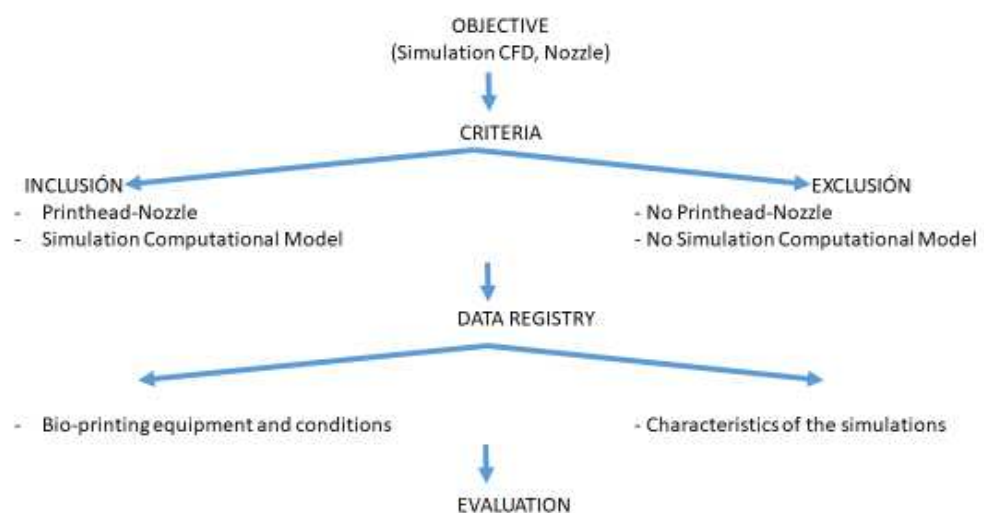 OBJECTIVE
(Simulation CFD, Nozzle)
CRITERIA
INCLUSIÓN
- Printhead-Nozzle
- Simulation Computational Model
EXCLUSIÓN
- No Printhead-Nozzle
- No Simulation Computational Model
DATA REGISTRY
- Bio-printing equipment and conditions
- Characteristics of the simulations
EVALUATION